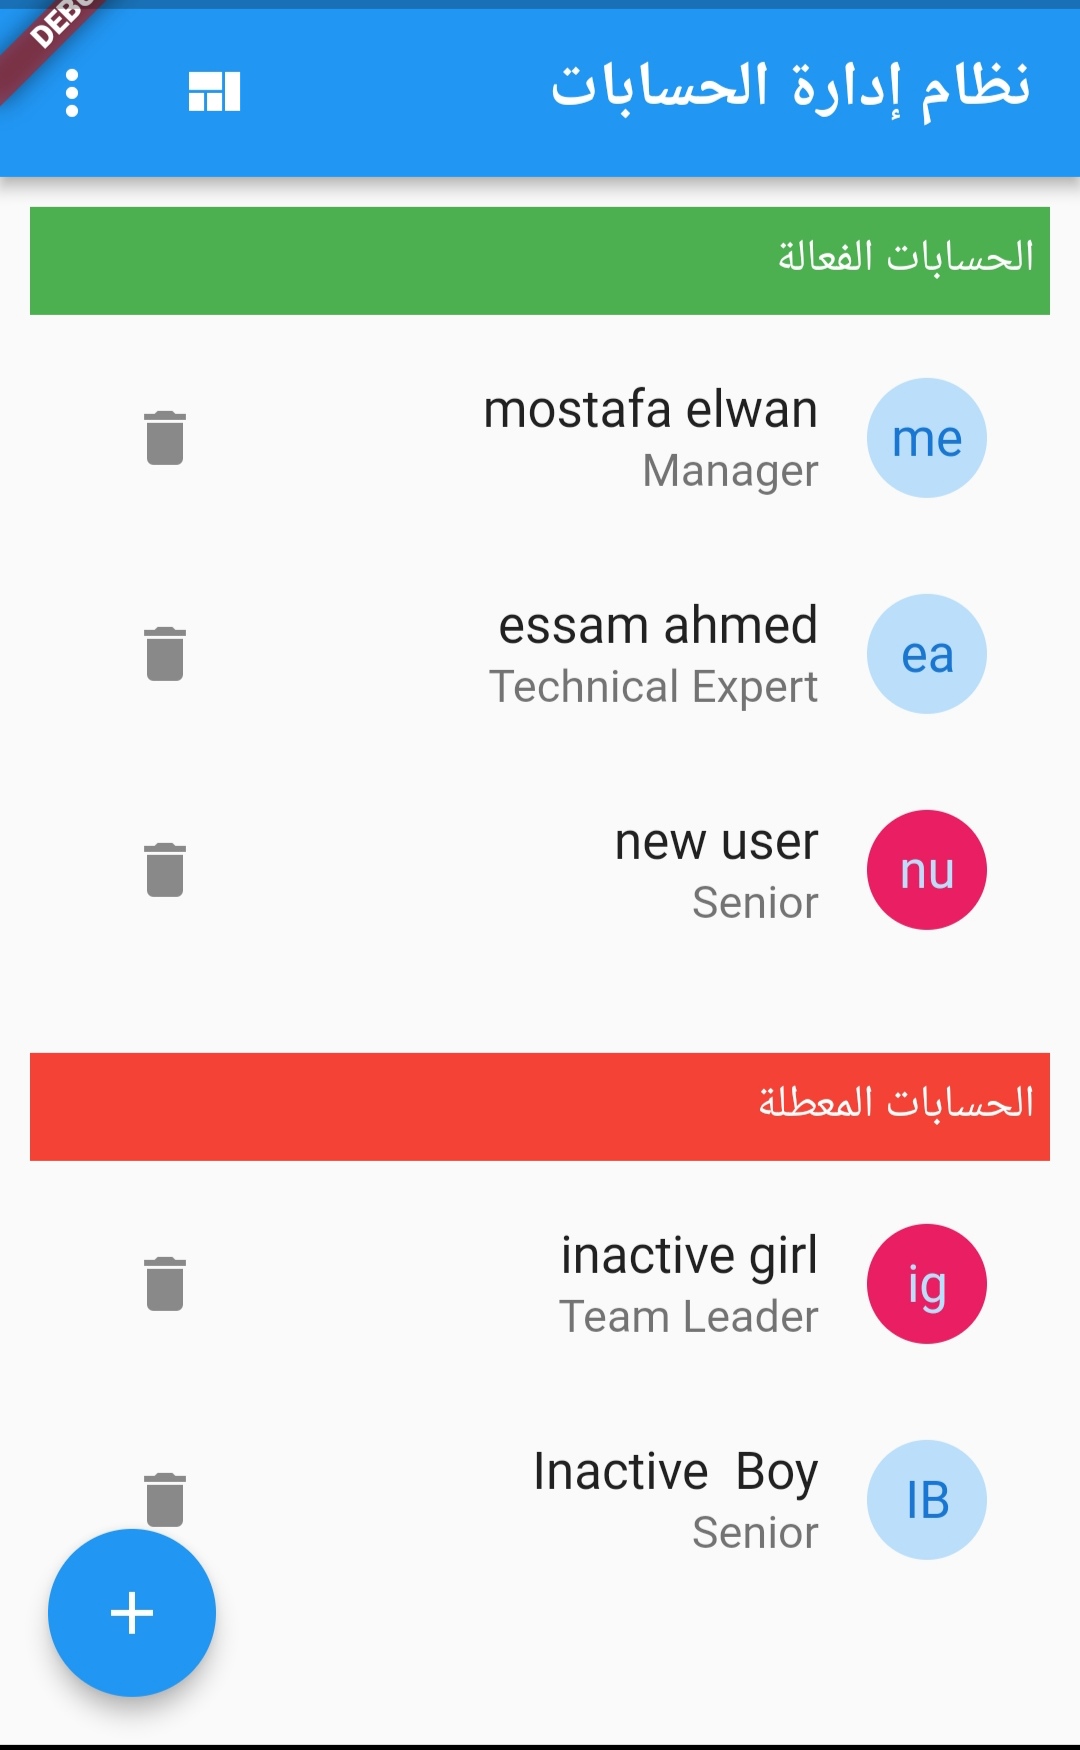 نظام إدارة الحسابات
الحسابات الفعالة
me
mostafa elwan
Manager
ea
essam ahmed
Technical Expert
nu
new user
Senior
الحسابات المعطلة
ig
inactive girl
Team Leader
IB
Inactive  Boy
Senior